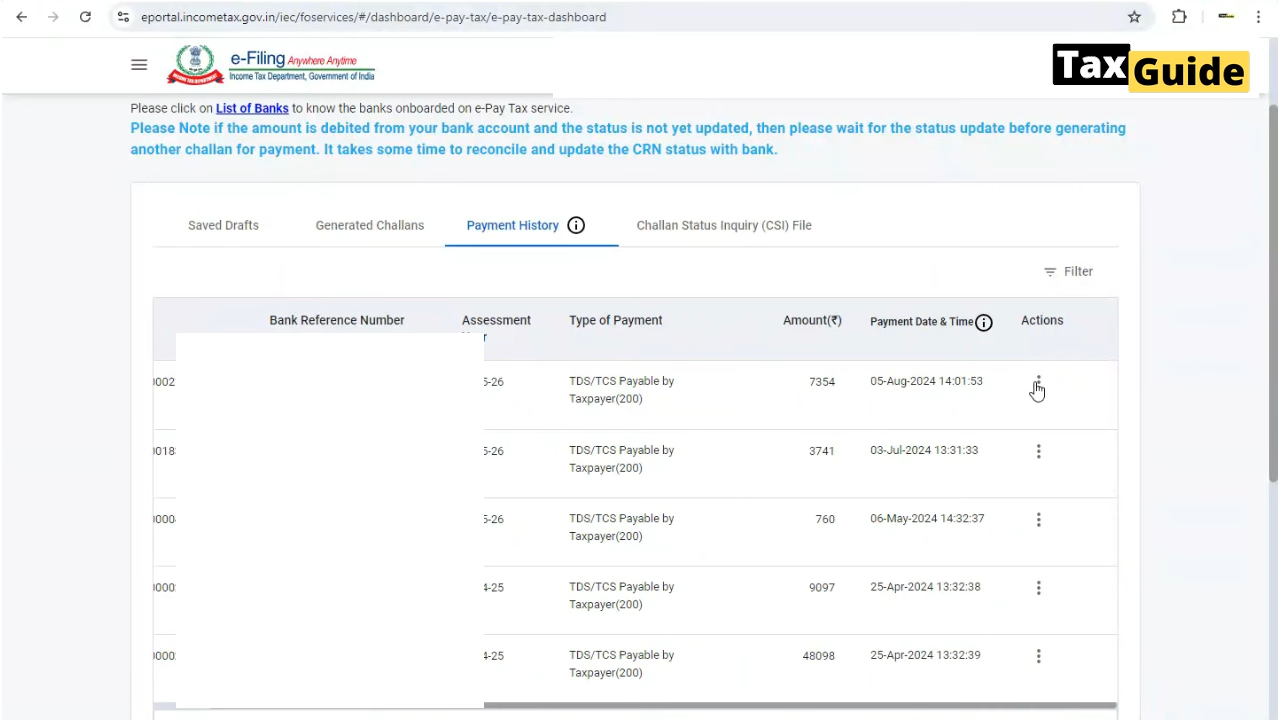 eportal.incometax.gov.in/iec/foservices/#/dashboard/e-pay-tax/e-pay-tax-dashboard
e-Filing Anywhere Anytime
Income Tax Department, Government of India
Tax Guide
Please click on List of Banks to know the banks onboarded on e-Pay Tax service.
Please Note if the amount is debited from your bank account and the status is not yet updated, then please wait for the status update before generating
another challan for payment. It takes some time to reconcile and update the CRN status with bank.
Saved Drafts Generated Challans Payment History Challan Status Inquiry (CSI) File
Filter
Bank Reference Number Assessment Type of Payment Amount(₹) Payment Date & Time Actions
0002 5-26 TDS/TCS Payable by 7354 05-Aug-2024 14:01:53
Taxpayer(200)
0018 5-26 TDS/TCS Payable by 3741 03-Jul-2024 13:31:33
Taxpayer(200)
0000 5-26 TDS/TCS Payable by 760 06-May-2024 14:32:37
Taxpayer(200)
0000 4-25 TDS/TCS Payable by 9097 25-Apr-2024 13:32:38
Taxpayer(200)
0000 4-25 TDS/TCS Payable by 48098 25-Apr-2024 13:32:39
Taxpayer(200)